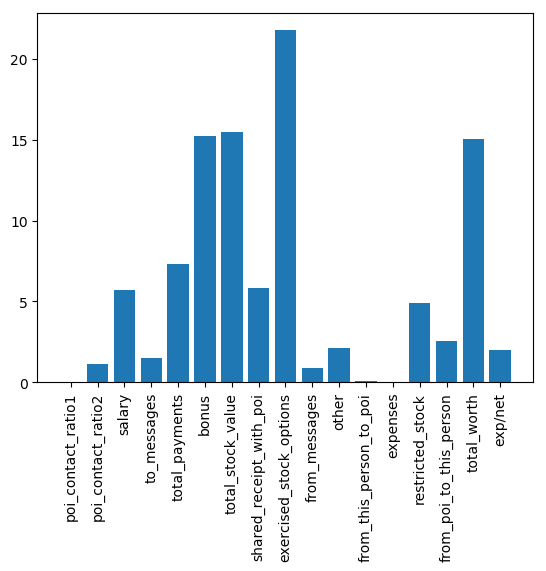 20
15
10
5
0
poi_contact_ratio1
poi_contact_ratio2
salary
to_messages
total_payments
bonus
total_stock_value
shared_receipt_with_poi
exercised_stock_options
from_messages
other
from_this_person_to_poi
expenses
restricted_stock
from_poi_to_this_person
total_worth
exp/net